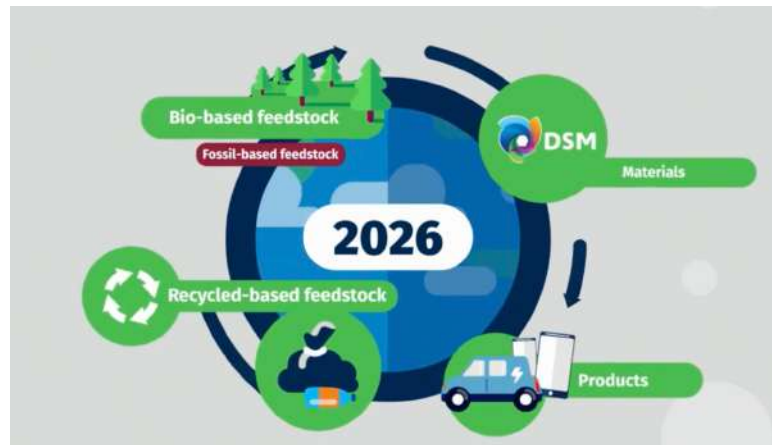 Bio-based feedstock
Fossil-based feedstock
DSM
Materials
2026
Recycled-based feedstock
Products